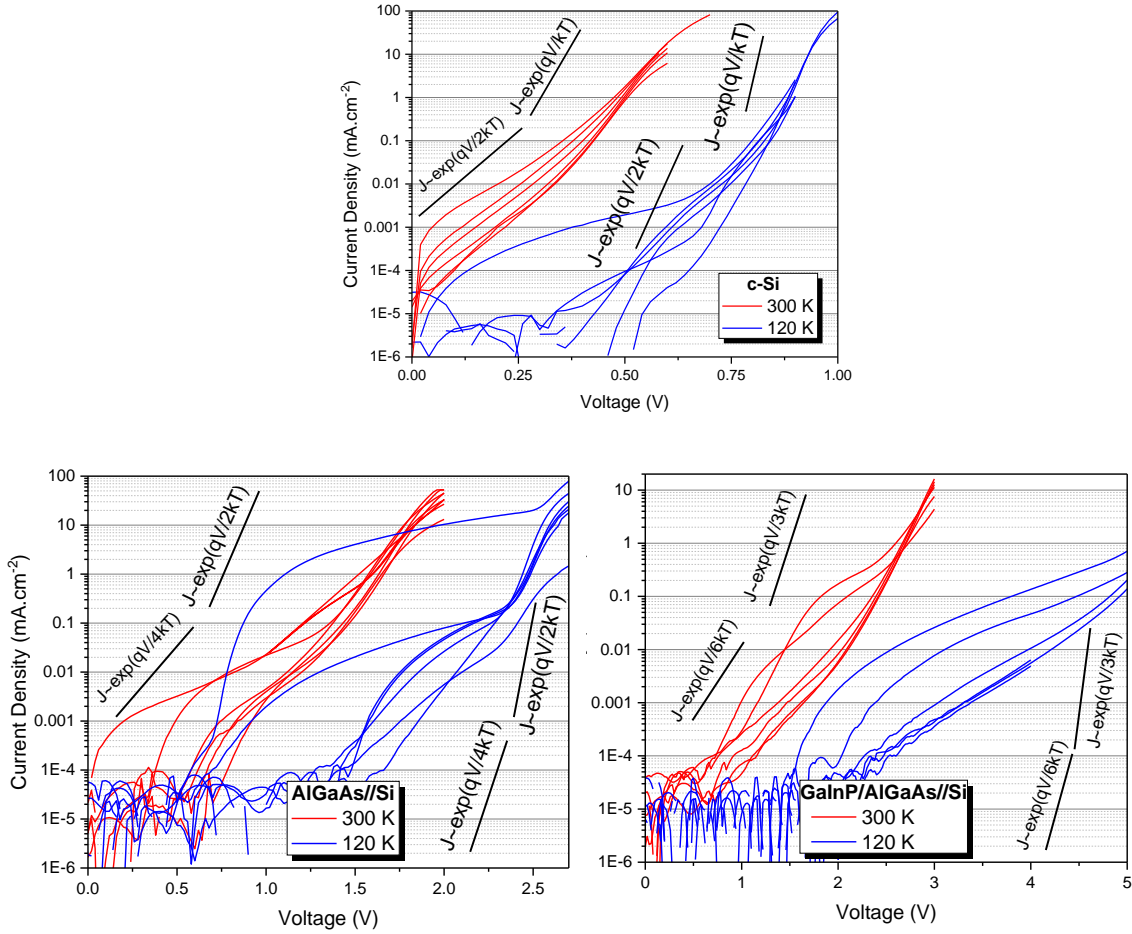 100
10
1
0.1
0.01
0.001
1E-4
1E-5
1E-6
Current Density (mA.cm-2)
J~exp(qV/2kT)
J~exp(qV/kT)
J~exp(qV/2kT)
J~exp(qV/kT)
c-Si
300 K
120 K
0.00 0.25 0.50 0.75 1.00
Voltage (V)
100
10
1
0.1
0.01
0.001
1E-4
1E-5
1E-6
Current Density (mA.cm-2)
J~exp(qV/4kT)
J~exp(qV/2kT)
J~exp(qV/4kT)
J~exp(qV/2kT)
AlGaAs//Si
300 K
120 K
0.0 0.5 1.0 1.5 2.0 2.5
Voltage (V)
10
1
0.1
0.01
0.001
1E-4
1E-5
1E-6
J~exp(qV/6kT)
J~exp(qV/3kT)
J~exp(qV/6kT)
J~exp(qV/3kT)
GaInP/AlGaAs//Si
300 K
120 K
0 1 2 3 4 5
Voltage (V)